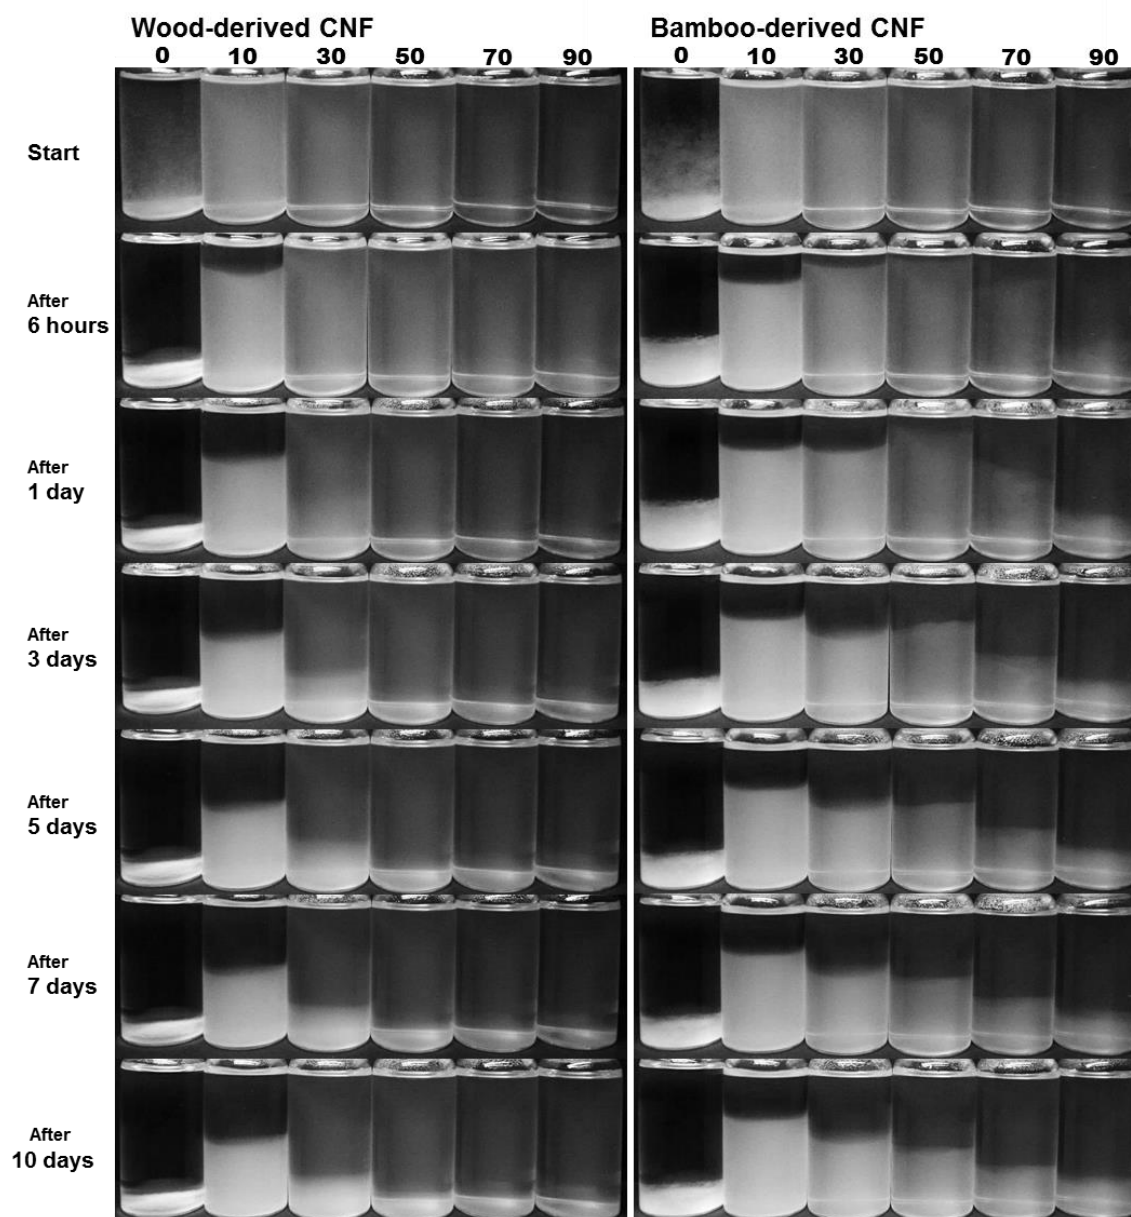 Wood-derived CNF
0 10 30 50 70 90
Bamboo-derived CNF
0 10 30 50 70 90
Start
After
6 hours
After
1 day
After
3 days
After
5 days
After
7 days
After
10 days